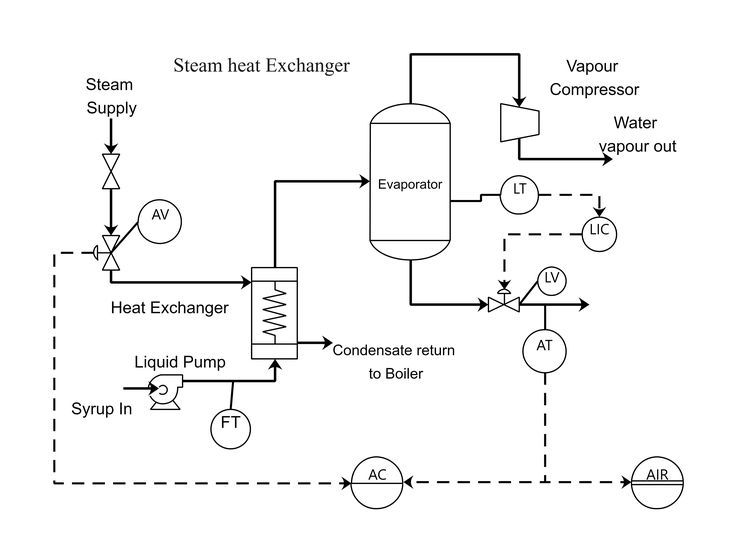 Steam heat Exchanger
Steam
Supply
Vapour
Compressor
Water
vapour out
Evaporator
LT
AV
LIC
LV
Heat Exchanger
AT
Condensate return
to Boiler
Liquid Pump
Syrup In
FT
AC
AIR